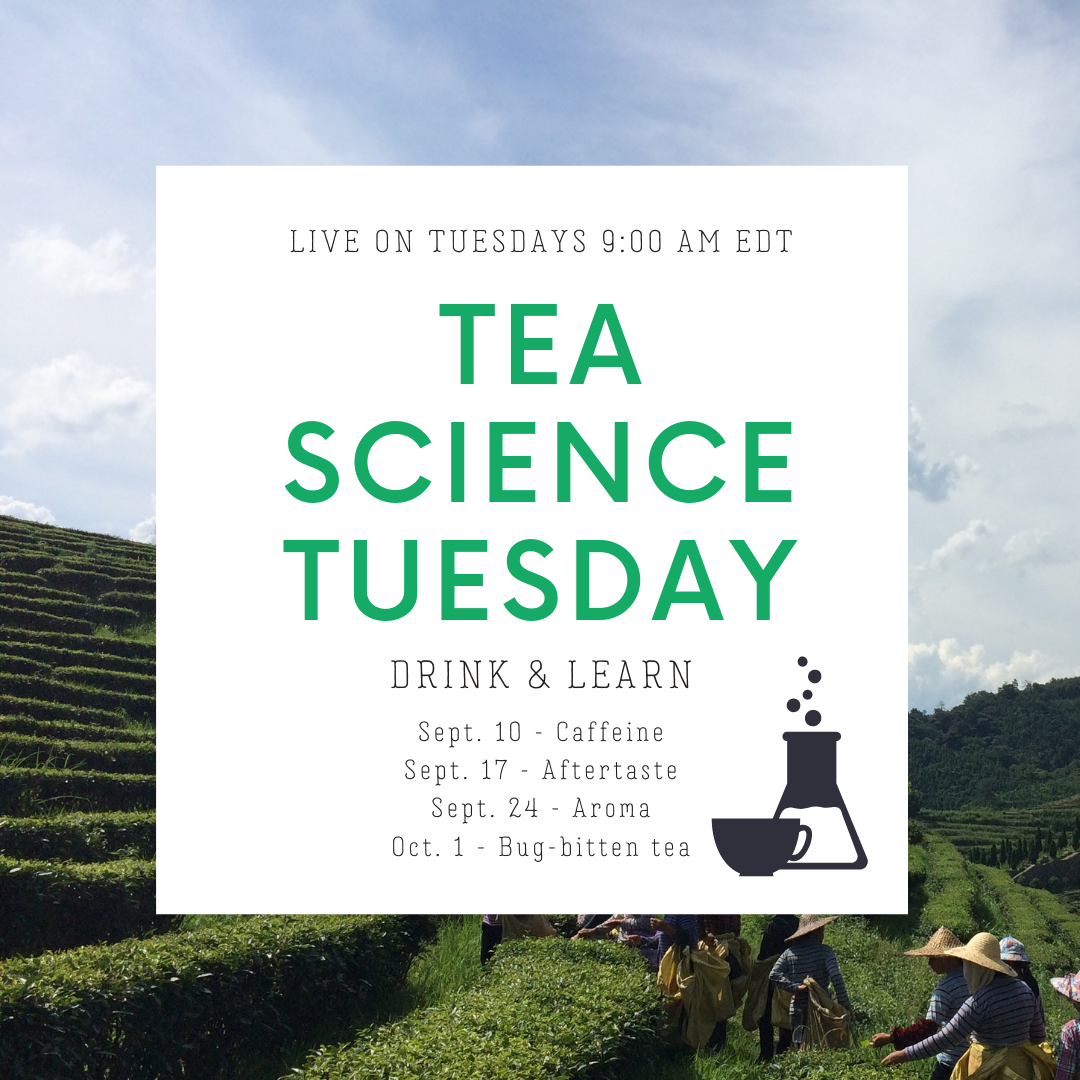 LIVE ON TUESDAYS 9:00 AM EDT
TEA
SCIENCE
TUESDAY
DRINK & LEARN
Sept. 10 - Caffeine
Sept. 17 - Aftertaste
Sept. 24 - Aroma
Oct. 1 - Bug-bitten tea